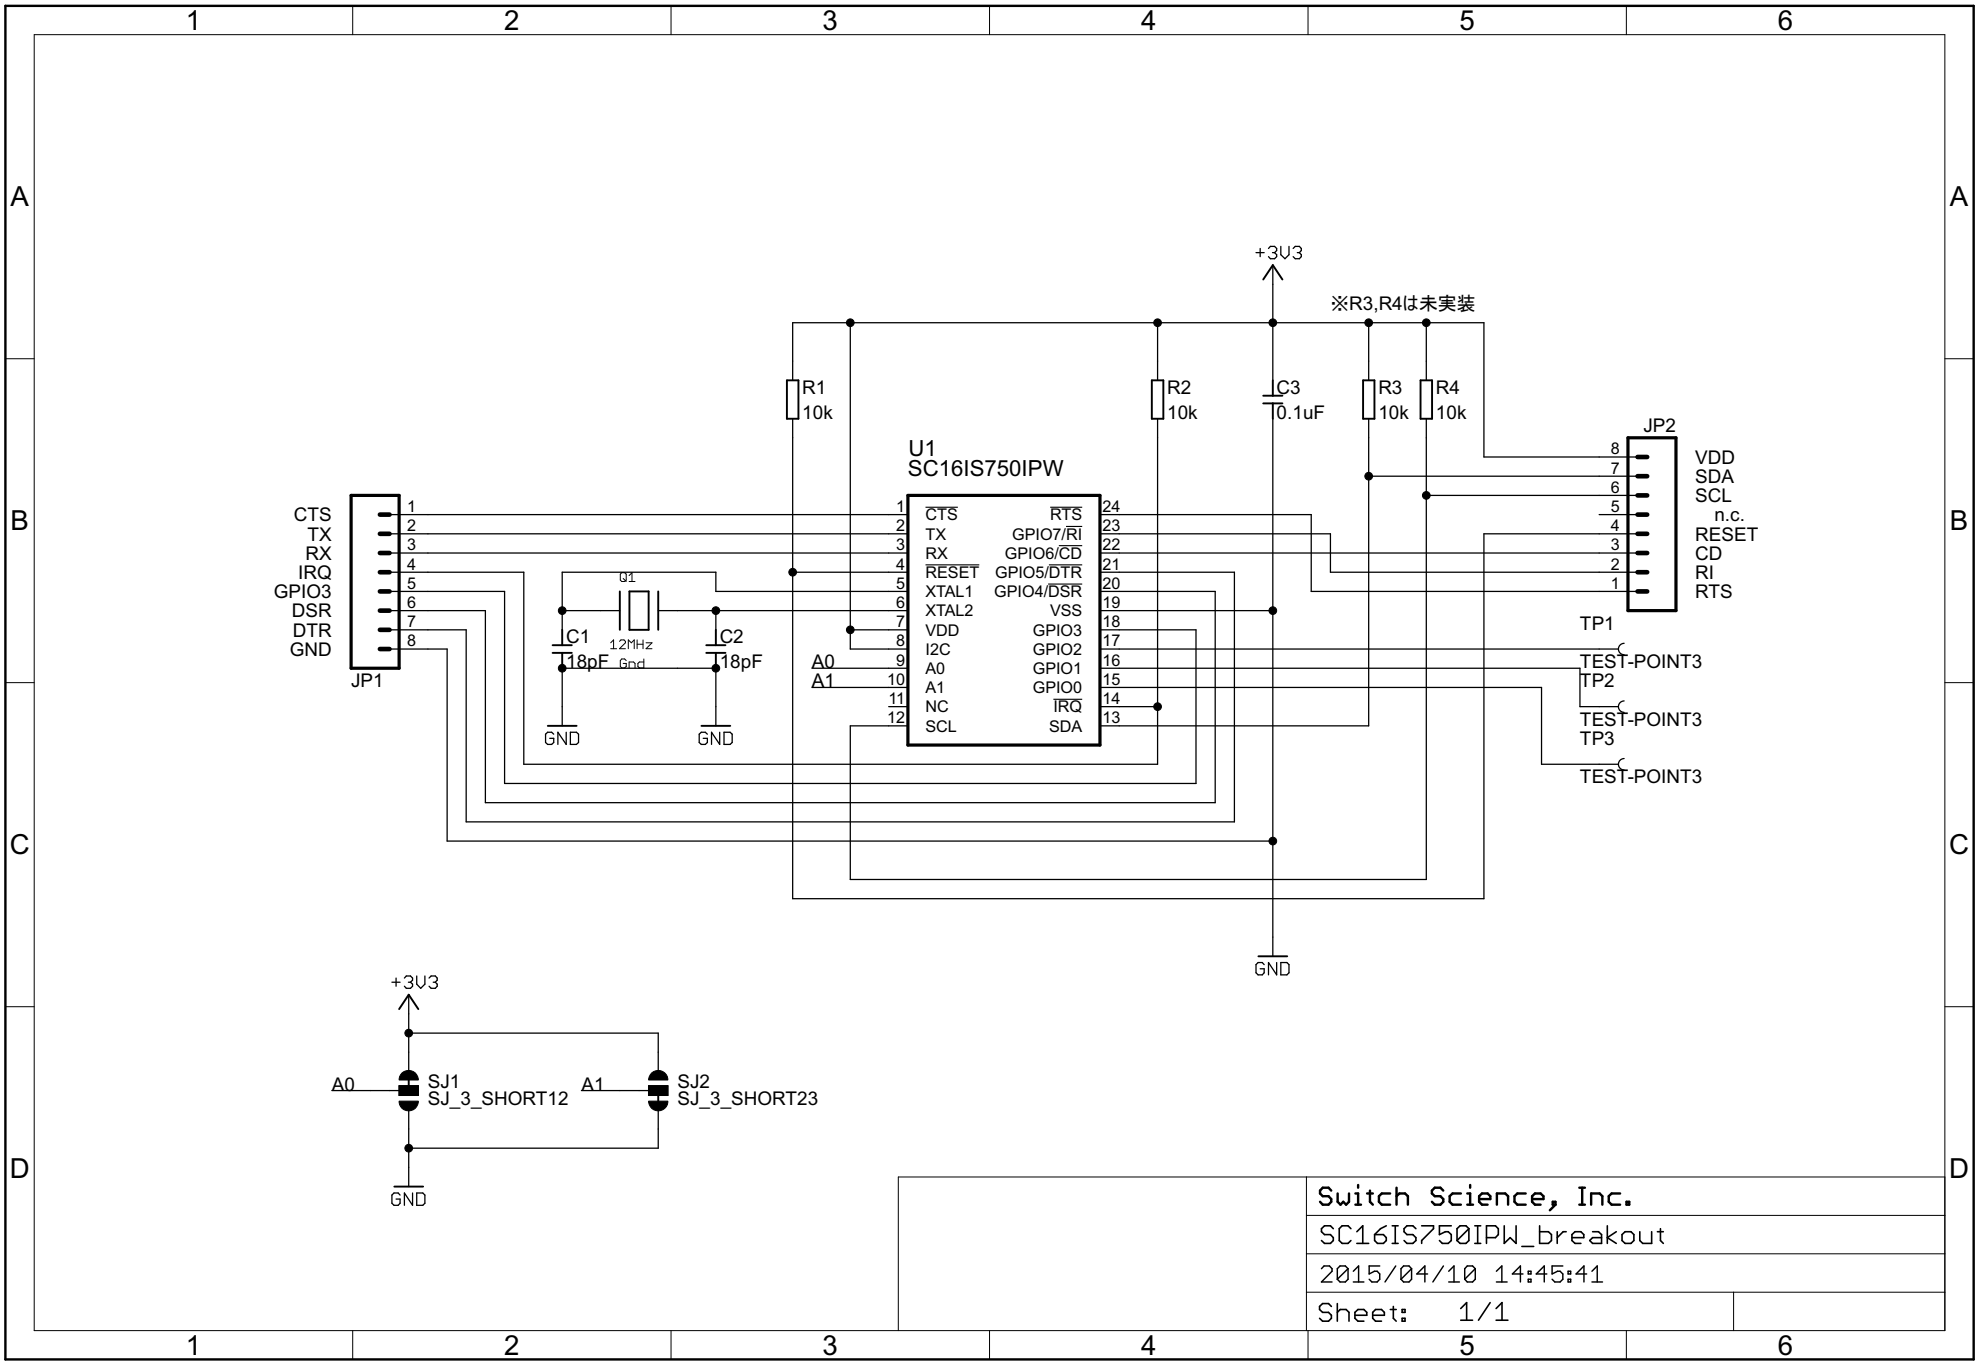 1 2 3 4 5 6
A A
B B
C C
D D
+3V3
※R3,R4は未実装
R1
10k
R2
10k
C3
0.1uF
R3
10k
R4
10k
U1
SC16IS750IPW
1 CTS
2 TX
3 RX
4 RESET
5 XTAL1
6 XTAL2
7 VDD
8 I2C
9 A0
10 A1
11 NC
12 SCL
RTS 24
GPIO7/RI 23
GPIO6/CD 22
GPIO5/DTR 21
GPIO4/DSR 20
VSS 19
GPIO3 18
GPIO2 17
GPIO1 16
GPIO0 15
IRQ 14
SDA 13
A0
A1
CTS 1
TX 2
RX 3
IRQ 4
GPIO3 5
DSR 6
DTR 7
GND 8
JP1
Q1
12MHz
Gnd
C1
18pF
C2
18pF
GND
GND
JP2
8 VDD
7 SDA
6 SCL
5 n.c.
4 RESET
3 CD
2 RI
1 RTS
TP1
TEST-POINT3
TP2
TEST-POINT3
TP3
TEST-POINT3
GND
+3V3
A0
SJ1
SJ_3_SHORT12
A1
SJ2
SJ_3_SHORT23
GND
Switch Science, Inc.
SC16IS750IPW_breakout
2015/04/10 14:45:41
Sheet: 1/1
1 2 3 4 5 6